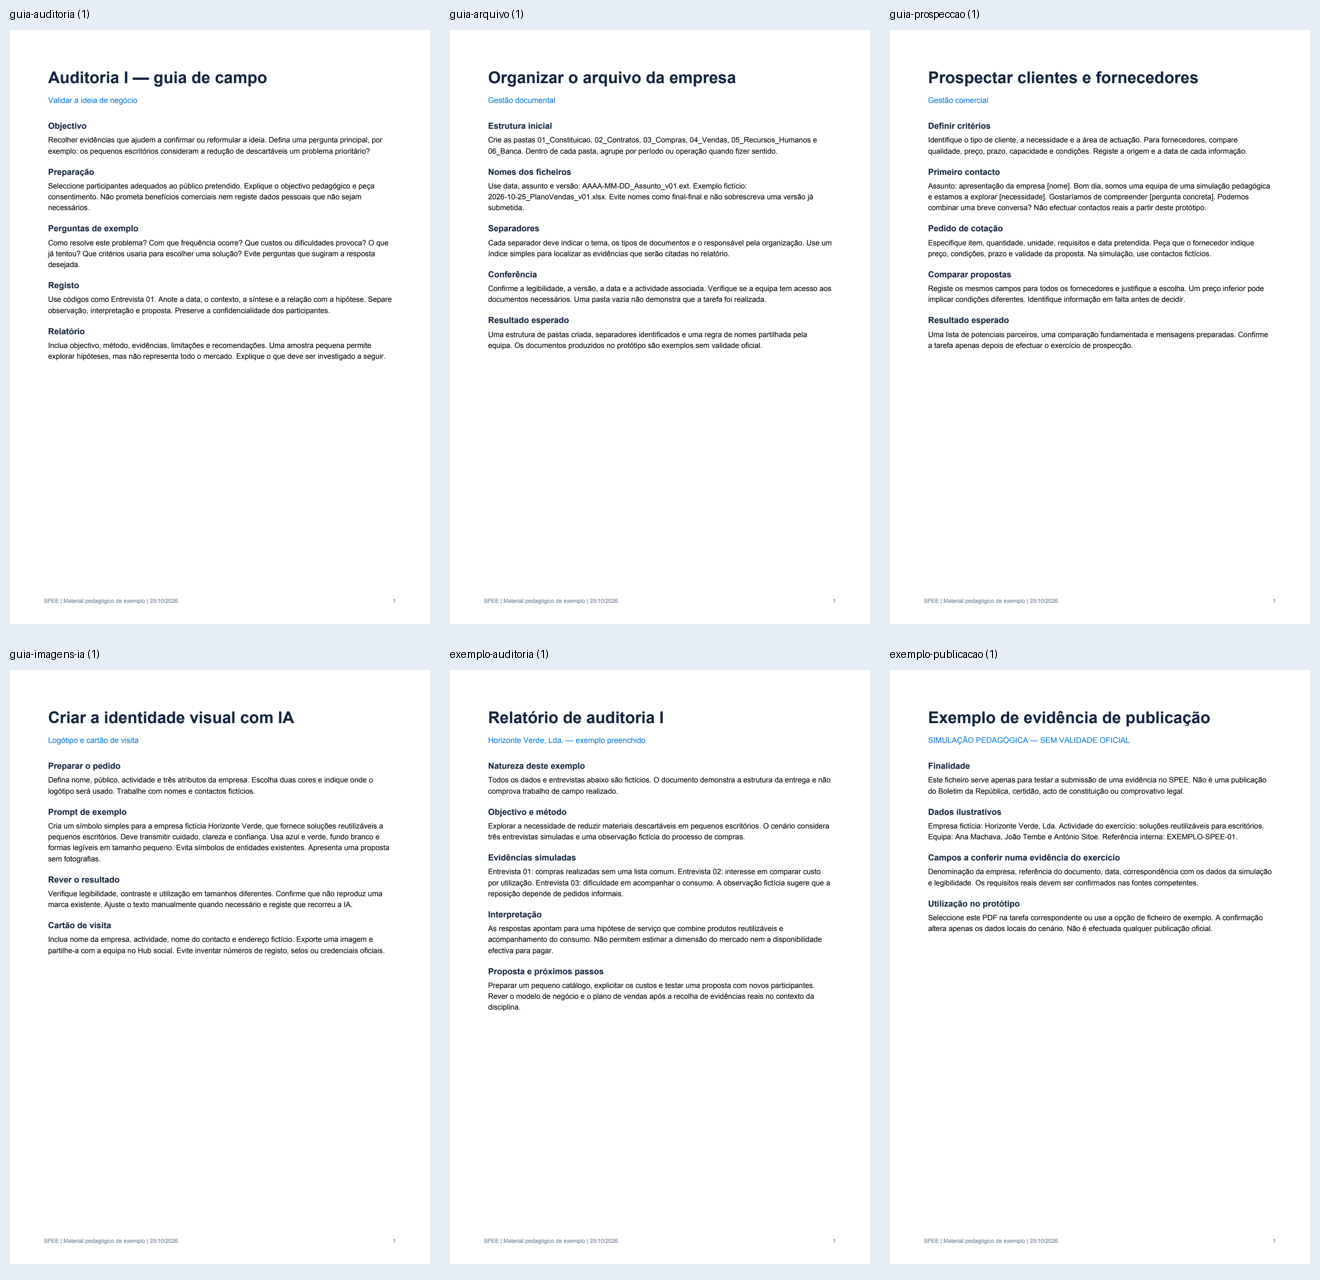 guia-auditoria (1)
Auditoria I — guia de campo
Validar a ideia de negócio
Objectivo
Recolher evidências que ajudem a confirmar ou reformular a ideia. Defina uma pergunta principal, por
exemplo: os pequenos escritórios consideram a redução de descartáveis um problema prioritário?
Preparação
Seleccione participantes adequados ao público pretendido. Explique o objectivo pedagógico e peça
consentimento. Não prometa benefícios comerciais nem registe dados pessoais que não sejam
necessários.
Perguntas de exemplo
Como resolve este problema? Com que frequência ocorre? Que custos ou dificuldades provoca? O que
já tentou? Que critérios usaria para escolher uma solução? Evite perguntas que sugiram a resposta
desejada.
Registo
Use códigos como Entrevista 01. Anote a data, o contexto, a síntese e a relação com a hipótese. Separe
observação, interpretação e proposta. Preserve a confidencialidade dos participantes.
Relatório
Inclua objectivo, método, evidências, limitações e recomendações. Uma amostra pequena permite
explorar hipóteses, mas não representa todo o mercado. Explique o que deve ser investigado a seguir.
SPEE | Material pedagógico de exemplo | 25/10/2026
1
guia-arquivo (1)
Organizar o arquivo da empresa
Gestão documental
Estrutura inicial
Crie as pastas 01_Constituicao, 02_Contratos, 03_Compras, 04_Vendas, 05_Recursos_Humanos e
06_Banca. Dentro de cada pasta, agrupe por período ou operação quando fizer sentido.
Nomes dos ficheiros
Use data, assunto e versão: AAAA-MM-DD_Assunto_v01.ext. Exemplo fictício:
2026-10-25_PlanoVendas_v01.xlsx. Evite nomes como final-final e não sobrescreva uma versão já
submetida.
Separadores
Cada separador deve indicar o tema, os tipos de documentos e o responsável pela organização. Use um
índice simples para localizar as evidências que serão citadas no relatório.
Conferência
Confirme a legibilidade, a versão, a data e a actividade associada. Verifique se a equipa tem acesso aos
documentos necessários. Uma pasta vazia não demonstra que a tarefa foi realizada.
Resultado esperado
Uma estrutura de pastas criada, separadores identificados e uma regra de nomes partilhada pela
equipa. Os documentos produzidos no protótipo são exemplos sem validade oficial.
SPEE | Material pedagógico de exemplo | 25/10/2026
1
guia-prospeccao (1)
Prospectar clientes e fornecedores
Gestão comercial
Definir critérios
Identifique o tipo de cliente, a necessidade e a área de actuação. Para fornecedores, compare
qualidade, preço, prazo, capacidade e condições. Registe a origem e a data de cada informação.
Primeiro contacto
Assunto: apresentação da empresa [nome]. Bom dia, somos uma equipa de uma simulação pedagógica
e estamos a explorar [necessidade]. Gostaríamos de compreender [pergunta concreta]. Podemos
combinar uma breve conversa? Não efectuar contactos reais a partir deste protótipo.
Pedido de cotação
Especifique item, quantidade, unidade, requisitos e data pretendida. Peça que o fornecedor indique
preço, condições, prazo e validade da proposta. Na simulação, use contactos fictícios.
Comparar propostas
Registe os mesmos campos para todos os fornecedores e justifique a escolha. Um preço inferior pode
implicar condições diferentes. Identifique informação em falta antes de decidir.
Resultado esperado
Uma lista de potenciais parceiros, uma comparação fundamentada e mensagens preparadas. Confirme
a tarefa apenas depois de efectuar o exercício de prospecção.
SPEE | Material pedagógico de exemplo | 25/10/2026
1
guia-imagens-ia (1)
Criar a identidade visual com IA
Logótipo e cartão de visita
Preparar o pedido
Defina nome, público, actividade e três atributos da empresa. Escolha duas cores e indique onde o
logótipo será usado. Trabalhe com nomes e contactos fictícios.
Prompt de exemplo
Cria um símbolo simples para a empresa fictícia Horizonte Verde, que fornece soluções reutilizáveis a
pequenos escritórios. Deve transmitir cuidado, clareza e confiança. Usa azul e verde, fundo branco e
formas legíveis em tamanho pequeno. Evita símbolos de entidades existentes. Apresenta uma proposta
sem fotografias.
Rever o resultado
Verifique legibilidade, contraste e utilização em tamanhos diferentes. Confirme que não reproduz uma
marca existente. Ajuste o texto manualmente quando necessário e registe que recorreu a IA.
Cartão de visita
Inclua nome da empresa, actividade, nome do contacto e endereço fictício. Exporte uma imagem e
partilhe-a com a equipa no Hub social. Evite inventar números de registo, selos ou credenciais oficiais.
SPEE | Material pedagógico de exemplo | 25/10/2026
1
exemplo-auditoria (1)
Relatório de auditoria I
Horizonte Verde, Lda. — exemplo preenchido
Natureza deste exemplo
Todos os dados e entrevistas abaixo são fictícios. O documento demonstra a estrutura da entrega e não
comprova trabalho de campo realizado.
Objectivo e método
Explorar a necessidade de reduzir materiais descartáveis em pequenos escritórios. O cenário considera
três entrevistas simuladas e uma observação fictícia do processo de compras.
Evidências simuladas
Entrevista 01: compras realizadas sem uma lista comum. Entrevista 02: interesse em comparar custo
por utilização. Entrevista 03: dificuldade em acompanhar o consumo. A observação fictícia sugere que a
reposição depende de pedidos informais.
Interpretação
As respostas apontam para uma hipótese de serviço que combine produtos reutilizáveis e
acompanhamento do consumo. Não permitem estimar a dimensão do mercado nem a disponibilidade
efectiva para pagar.
Proposta e próximos passos
Preparar um pequeno catálogo, explicitar os custos e testar uma proposta com novos participantes.
Rever o modelo de negócio e o plano de vendas após a recolha de evidências reais no contexto da
disciplina.
SPEE | Material pedagógico de exemplo | 25/10/2026
1
exemplo-publicacao (1)
Exemplo de evidência de publicação
SIMULAÇÃO PEDAGÓGICA — SEM VALIDADE OFICIAL
Finalidade
Este ficheiro serve apenas para testar a submissão de uma evidência no SPEE. Não é uma publicação
do Boletim da República, certidão, acto de constituição ou comprovativo legal.
Dados ilustrativos
Empresa fictícia: Horizonte Verde, Lda. Actividade do exercício: soluções reutilizáveis para escritórios.
Equipa: Ana Machava, João Tembe e António Sitoe. Referência interna: EXEMPLO-SPEE-01.
Campos a conferir numa evidência do exercício
Denominação da empresa, referência do documento, data, correspondência com os dados da simulação
e legibilidade. Os requisitos reais devem ser confirmados nas fontes competentes.
Utilização no protótipo
Seleccione este PDF na tarefa correspondente ou use a opção de ficheiro de exemplo. A confirmação
altera apenas os dados locais do cenário. Não é efectuada qualquer publicação oficial.
SPEE | Material pedagógico de exemplo | 25/10/2026
1